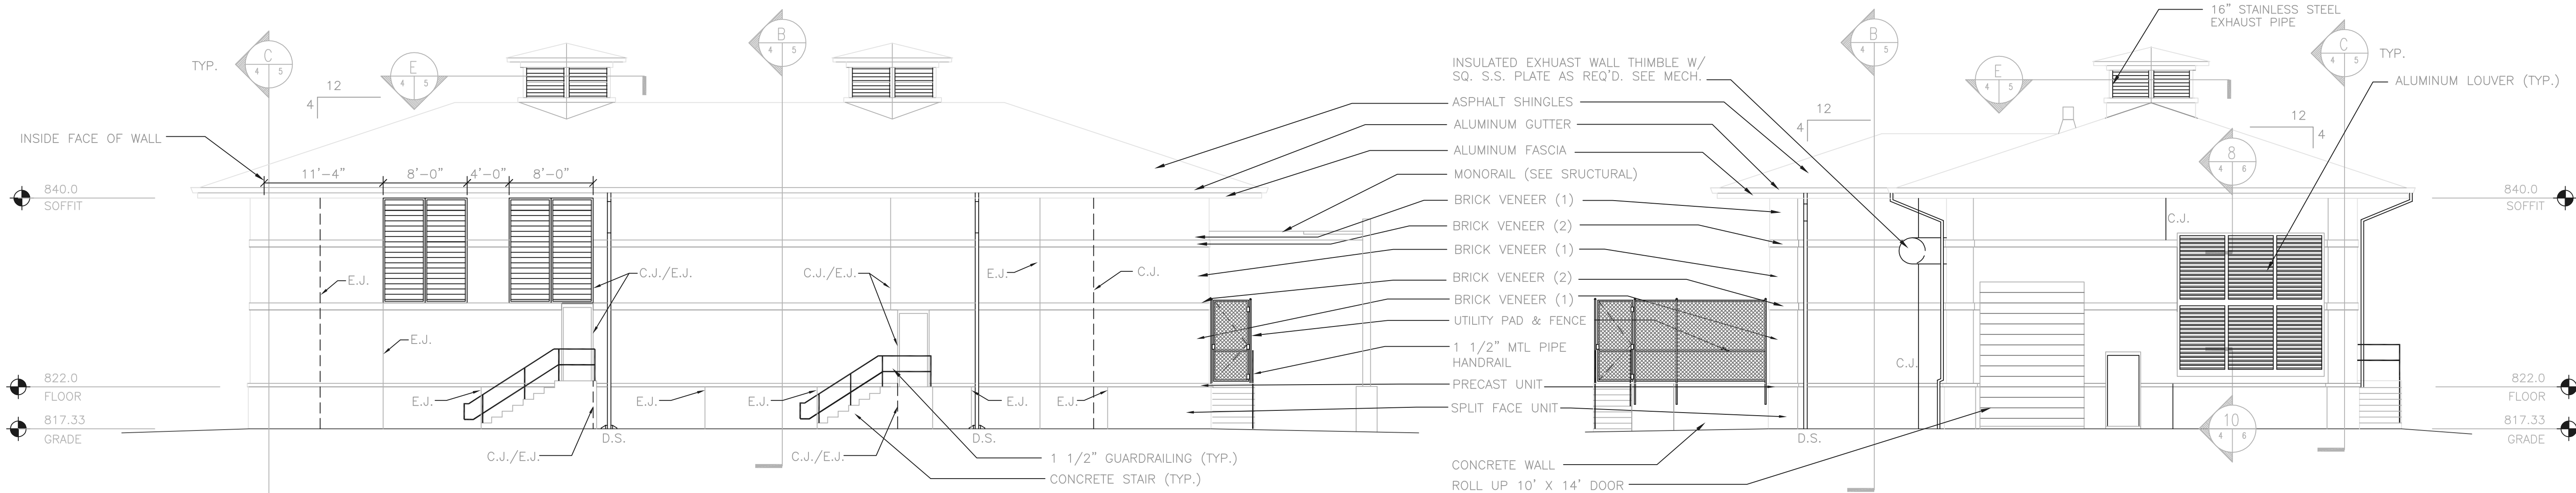 16" STAINLESS STEEL
EXHAUST PIPE
C
4 5
TYP.
E
4 5
B
4 5
12
4
INSULATED EXHUAST WALL THIMBLE W/
SQ. S.S. PLATE AS REQ'D. SEE MECH.
B
4 5
E
4 5
C
4 5
TYP.
ALUMINUM LOUVER (TYP.)
ASPHALT SHINGLES
12
4
12
4
INSIDE FACE OF WALL
ALUMINUM GUTTER
ALUMINUM FASCIA
8
4 6
11'-4"
8'-0"
4'-0"
8'-0"
MONORAIL (SEE SRUCTURAL)
840.0
SOFFIT
840.0
SOFFIT
BRICK VENEER (1)
C.J.
BRICK VENEER (2)
BRICK VENEER (1)
E.J.
C.J./E.J.
C.J./E.J.
E.J.
C.J.
BRICK VENEER (2)
BRICK VENEER (1)
UTILITY PAD & FENCE
E.J.
1 1/2" MTL PIPE
HANDRAIL
C.J.
822.0
FLOOR
PRECAST UNIT
822.0
FLOOR
E.J.
E.J.
E.J.
E.J.
E.J.
SPLIT FACE UNIT
817.33
GRADE
10
4 6
817.33
GRADE
D.S.
D.S.
D.S.
C.J./E.J.
C.J./E.J.
1 1/2" GUARDRAILING (TYP.)
CONCRETE STAIR (TYP.)
CONCRETE WALL
ROLL UP 10' X 14' DOOR